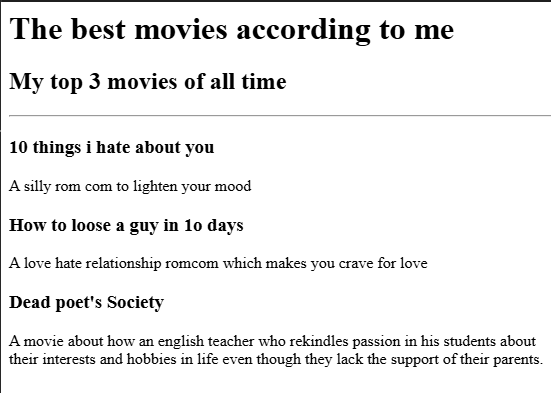 The best movies according to me
My top 3 movies of all time
10 things i hate about you
A silly rom com to lighten your mood
How to loose a guy in 1o days
A love hate relationship romcom which makes you crave for love
Dead poet's Society
A movie about how an english teacher who rekindles passion in his students about
their interests and hobbies in life even though they lack the support of their parents.